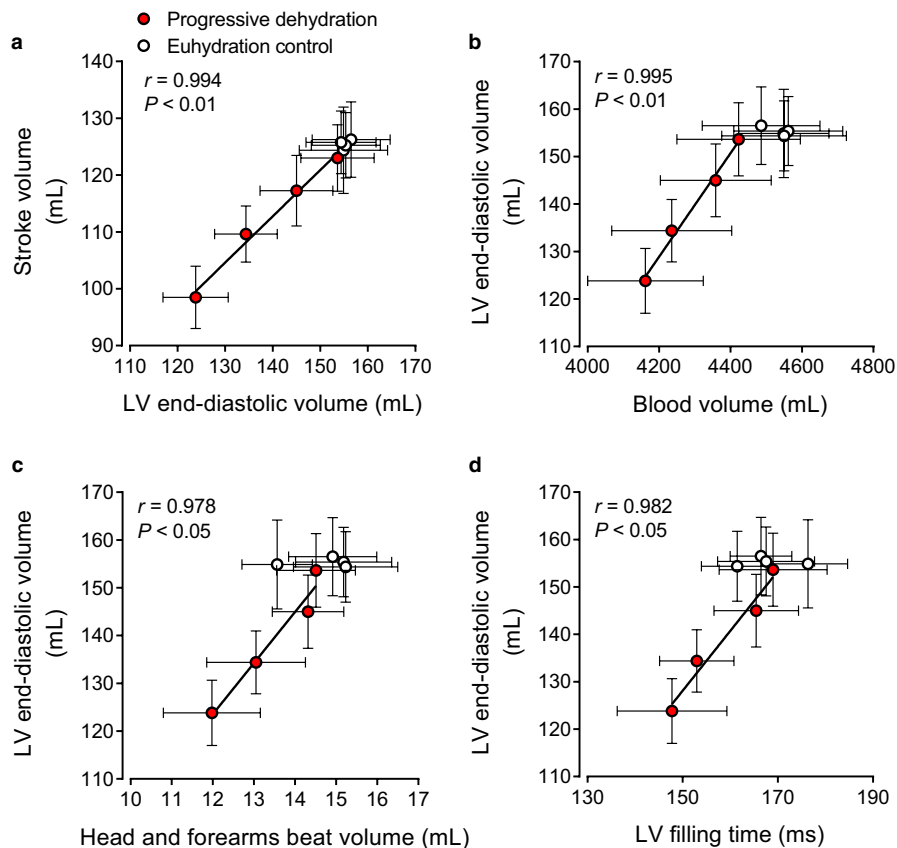 Progressive dehydration
Euhydration control
a
r = 0.994
P < 0.01
140
130
120
110
100
90
Stroke volume
(mL)
110 120 130 140 150 160 170
LV end-diastolic volume (mL)
b
r = 0.995
P < 0.01
170
160
150
140
130
120
110
LV end-diastolic volume
(mL)
4000 4200 4400 4600 4800
Blood volume (mL)
c
r = 0.978
P < 0.05
170
160
150
140
130
120
110
LV end-diastolic volume
(mL)
10 11 12 13 14 15 16 17
Head and forearms beat volume (mL)
d
r = 0.982
P < 0.05
170
160
150
140
130
120
110
LV end-diastolic volume
(mL)
130 150 170 190
LV filling time (ms)